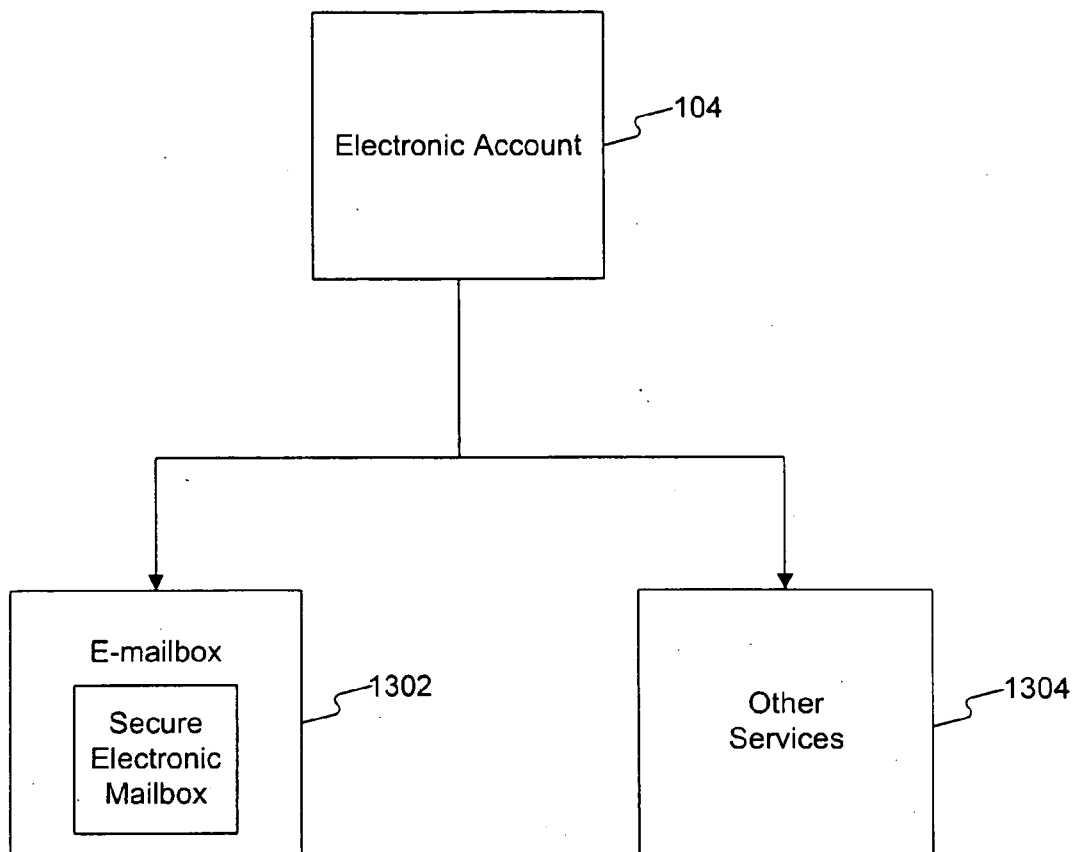 Electronic Account
104
E-mailbox
Secure
Electronic
Mailbox
1302
Other
Services
1304